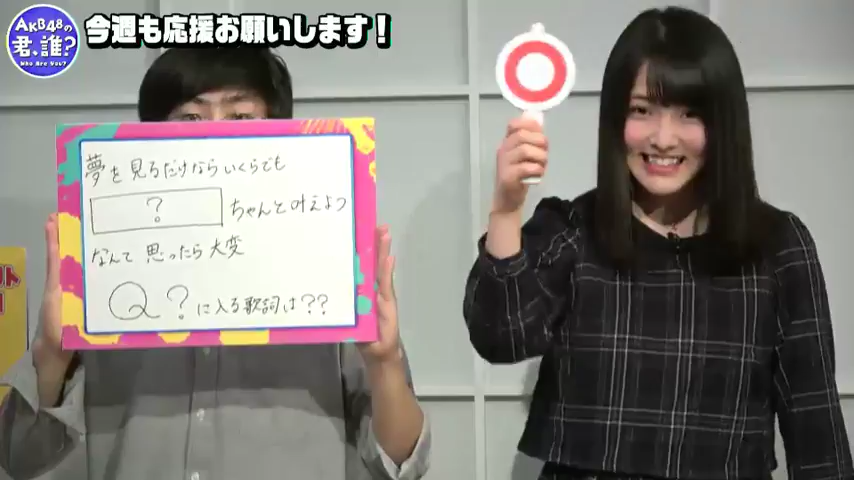 AKB48の
君、誰?
Who Are You?
今週も応援お願いします!
夢を見るだけならいくらでも
? ちゃんと叶えよう
なんて思ったら大変
Q?に入る歌詞は??